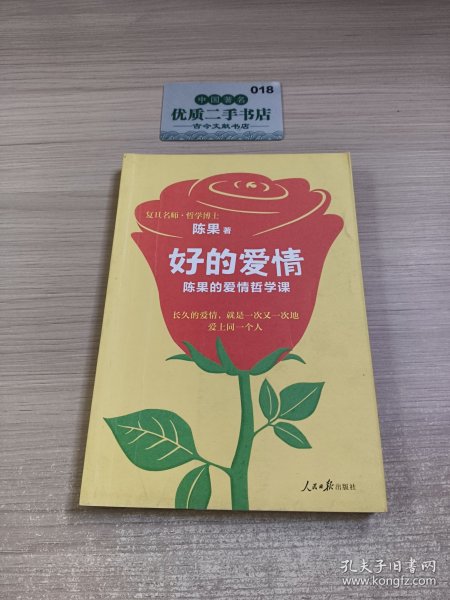 018
中国著名
优质二手书店
古今文献书店
复旦名师·哲学博士
陈果 著
好的爱情
陈果的爱情哲学课
长久的爱情,就是一次又一次地
爱上同一个人
人民日报出版社
孔夫子旧书网
www.kongfz.com